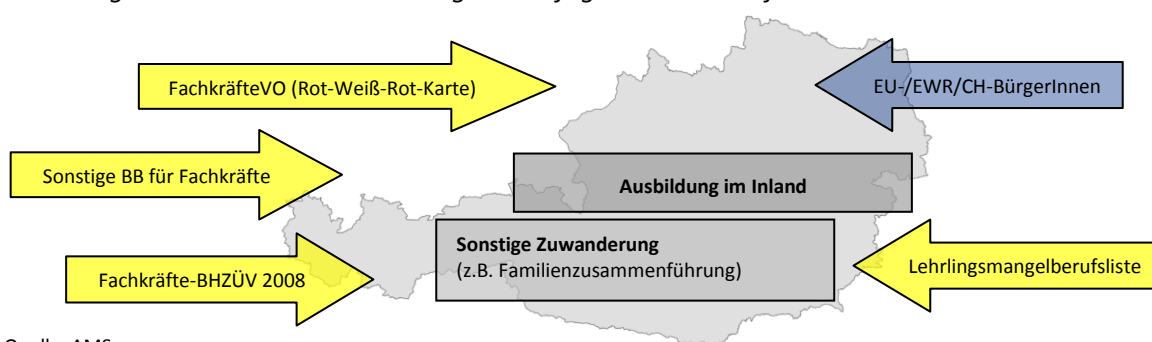 FachkräfteVO (Rot-Weiß-Rot-Karte)
EU-/EWR/CH-BürgerInnen
Sonstige BB für Fachkräfte
Ausbildung im Inland
Sonstige Zuwanderung
(z.B. Familienzusammenführung)
Fachkräfte-BHZÜV 2008
Lehrlingsmangelberufsliste